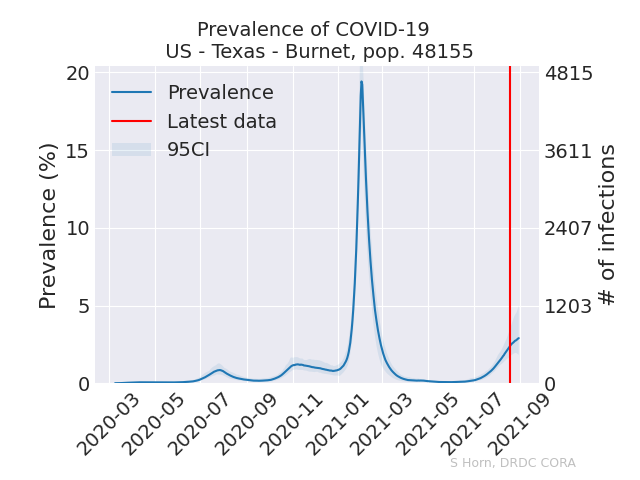 Prevalence of COVID-19
US - Texas - Burnet, pop. 48155
Prevalence
Latest data
95CI
Prevalence (%)
20
15
10
5
0
4815
3611
2407
1203
0
# of infections
2020-03
2020-05
2020-07
2020-09
2020-11
2021-01
2021-03
2021-05
2021-07
2021-09
S Horn, DRDC CORA